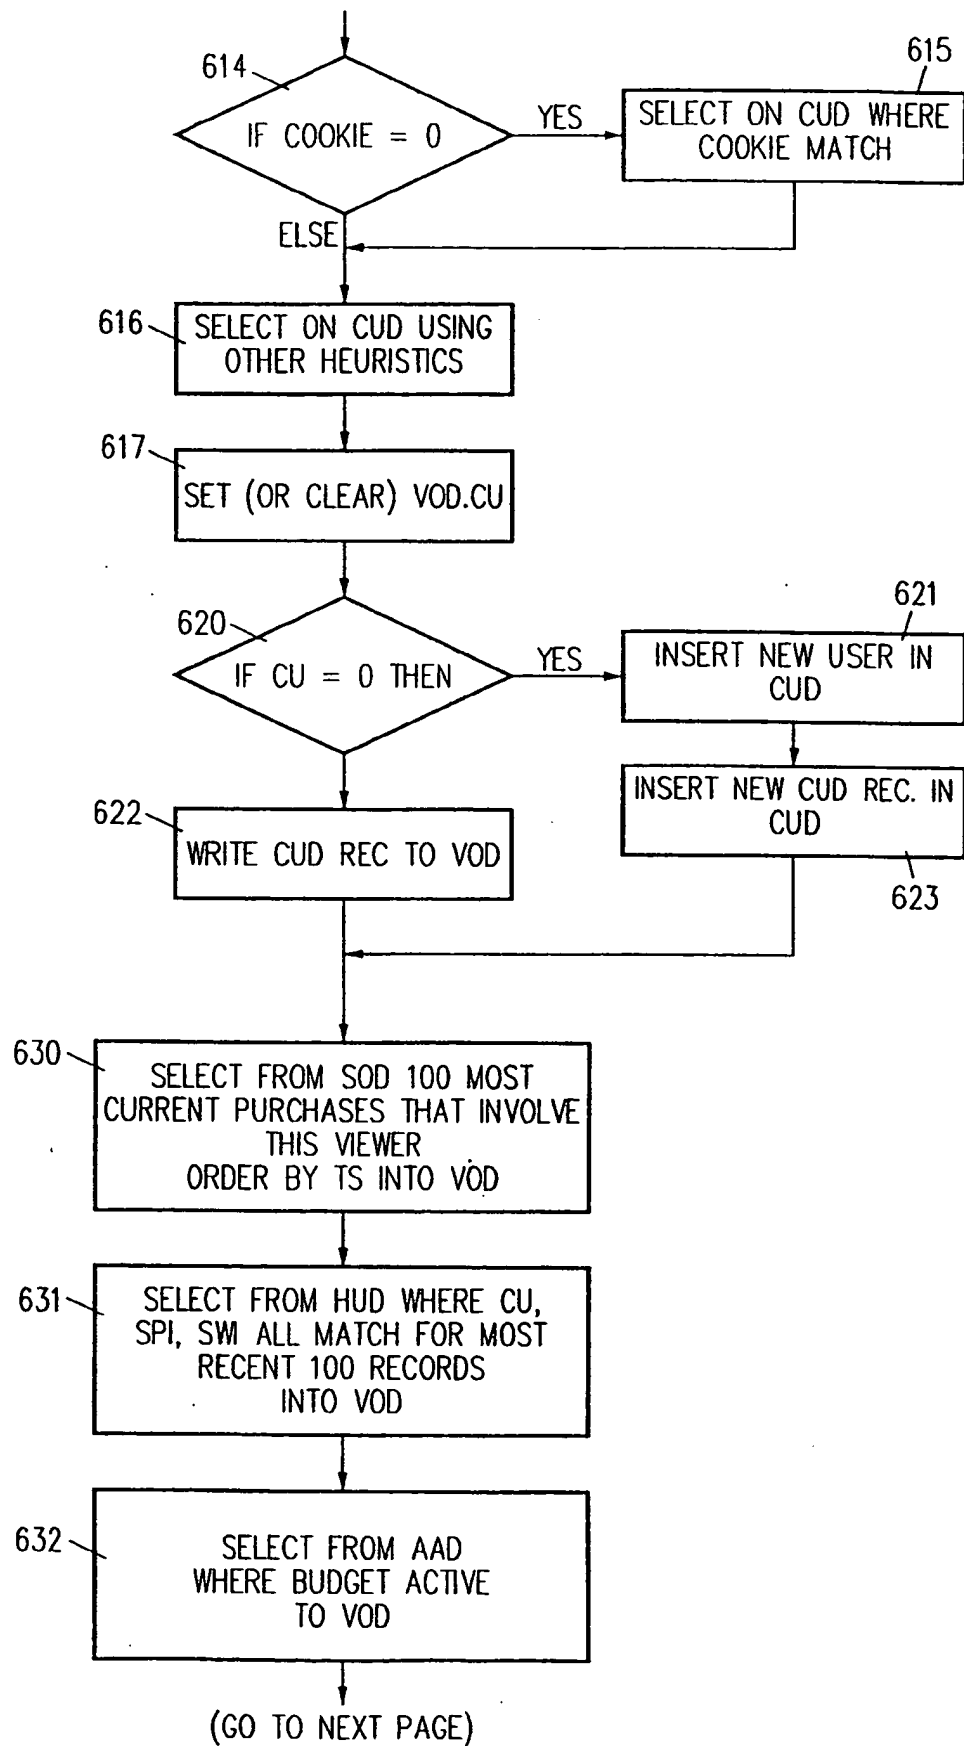 614
IF COOKIE = 0
YES
615
SELECT ON CUD WHERE
COOKIE MATCH
ELSE
616
SELECT ON CUD USING
OTHER HEURISTICS
617
SET (OR CLEAR) VOD.CU
620
IF CU = 0 THEN
YES
621
INSERT NEW USER IN
CUD
INSERT NEW CUD REC. IN
CUD
623
622
WRITE CUD REC TO VOD
630
SELECT FROM SOD 100 MOST
CURRENT PURCHASES THAT INVOLVE
THIS VIEWER
ORDER BY TS INTO VOD
631
SELECT FROM HUD WHERE CU,
SPI, SWI ALL MATCH FOR MOST
RECENT 100 RECORDS
INTO VOD
632
SELECT FROM AAD
WHERE BUDGET ACTIVE
TO VOD
(GO TO NEXT PAGE)